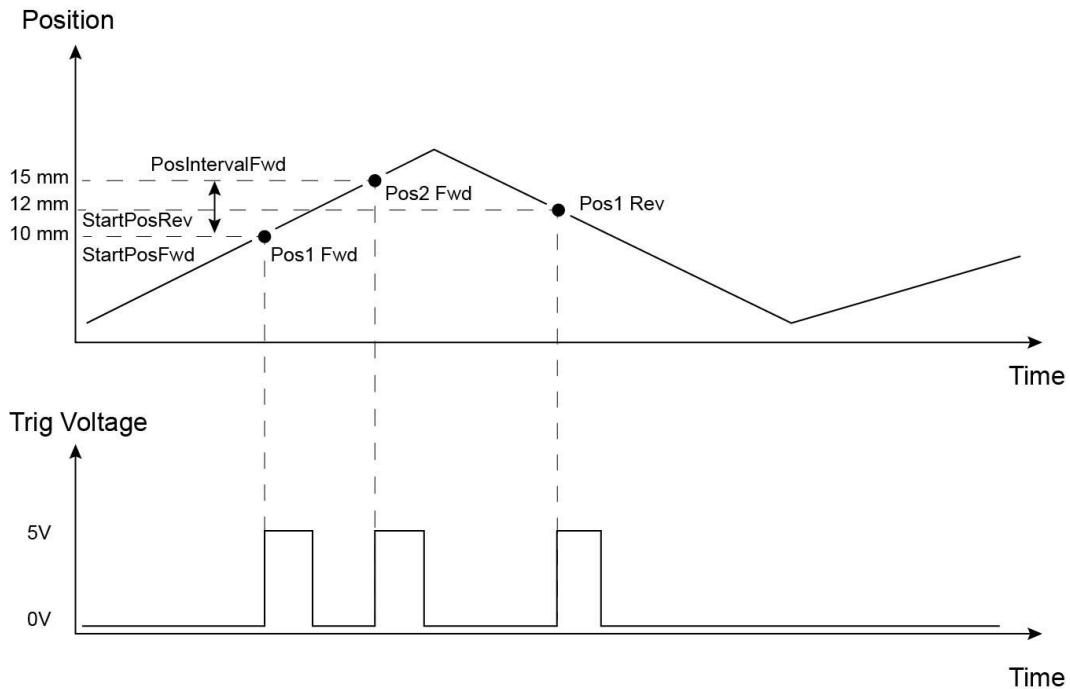 Position
PosIntervalFwd
15 mm
Pos2 Fwd
12 mm
Pos1 Rev
StartPosRev
10 mm
StartPosFwd
Pos1 Fwd
Time
Trig Voltage
5V
0V
Time